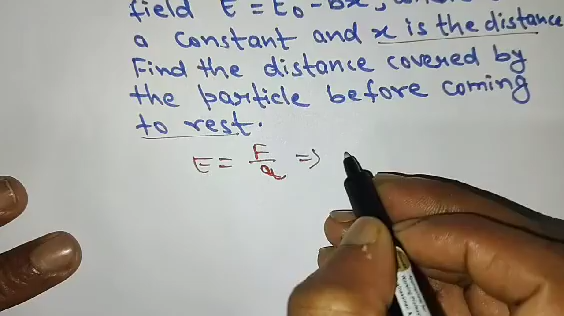 field E = E₀ - Bx,
a constant and x is the distance
Find the distance covered by
the particle before coming
to rest.
E = F/Q ⇒